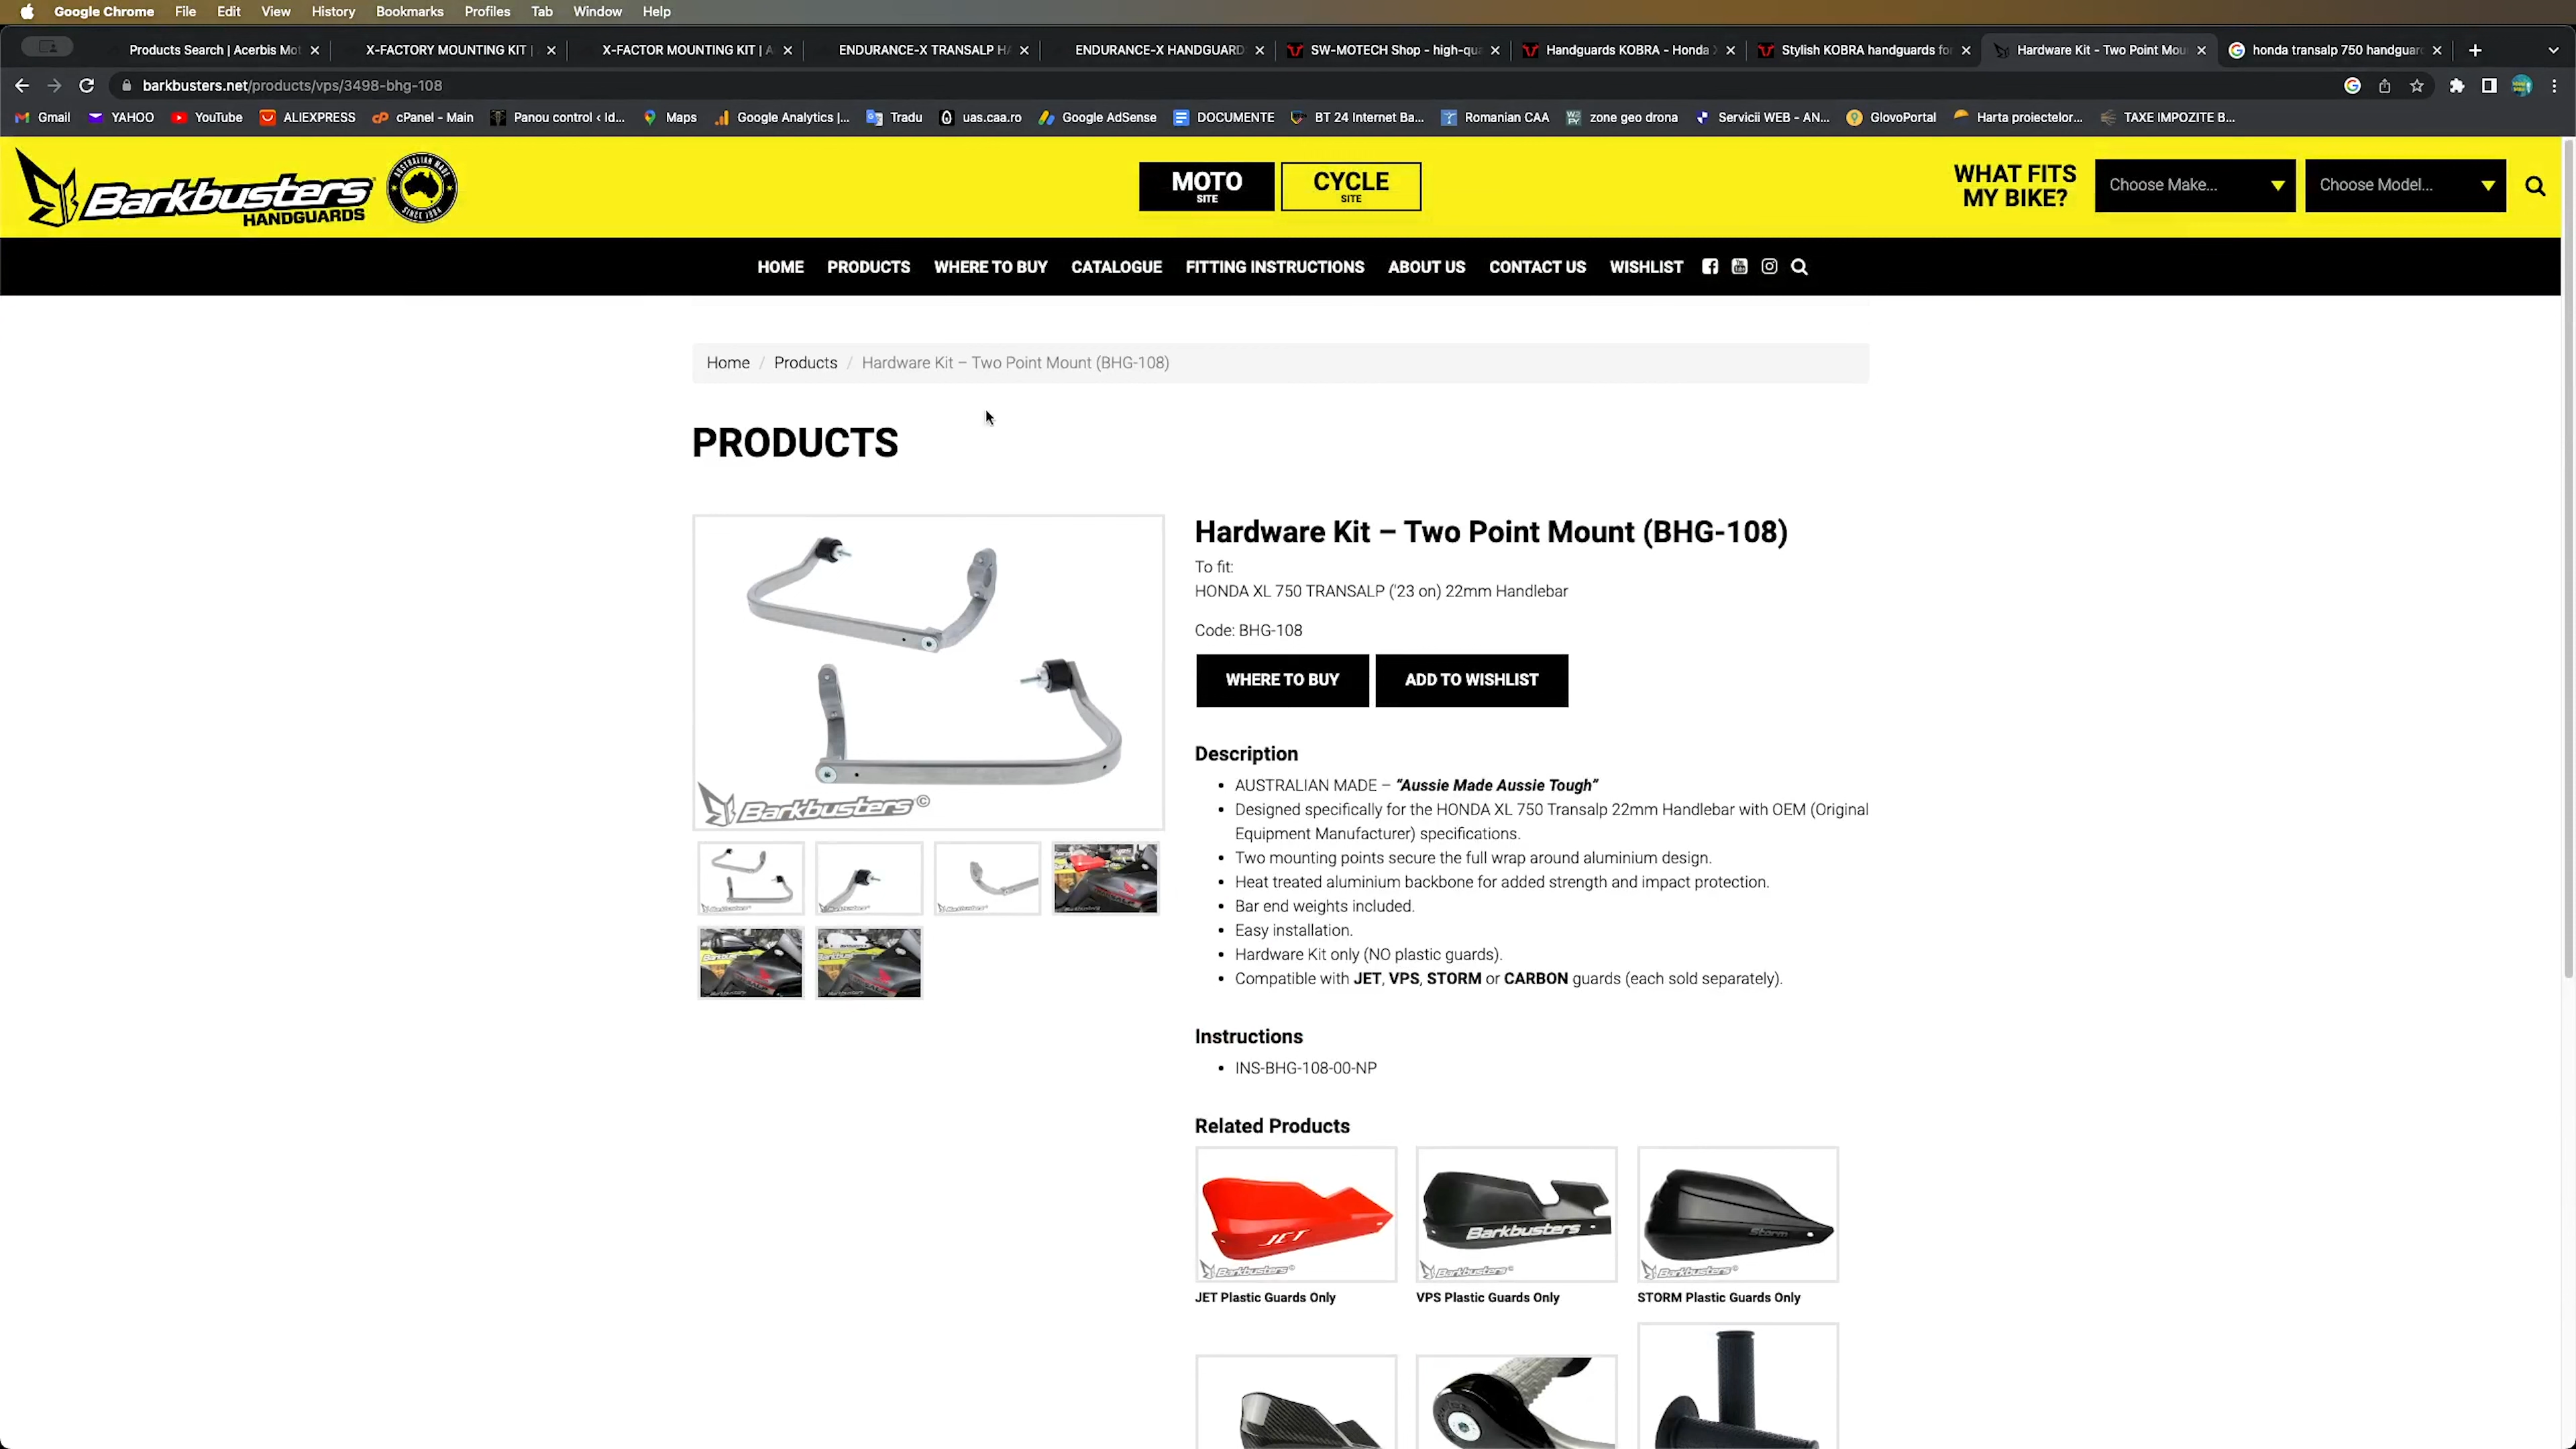 Google Chrome File Edit View History Bookmarks Profiles Tab Window Help
Products Search | Acerbis Mot
X-FACTORY MOUNTING KIT |
X-FACTOR MOUNTING KIT | A
ENDURANCE-X TRANSALP HA
ENDURANCE-X HANDGUARD
SW-MOTECH Shop - high-qua
Handguards KOBRA - Honda X
Stylish KOBRA handguards fo
Hardware Kit - Two Point Mou
honda transalp 750 handguar
barkbusters.net/products/vps/3498-bhg-108
Gmail YAHOO YouTube ALIEXPRESS cPanel - Main Panou control ‹ Id... Maps Google Analytics |... Tradu uas.caa.ro Google AdSense DOCUMENTE BT 24 Internet Ba... Romanian CAA zone geo drona Servicii WEB - AN... GlovoPortal Harta proiectelor... TAXE IMPOZITE B...
Barkbusters
HANDGUARDS
AUSTRALIAN MADE
SINCE 1984
MOTO
SITE
CYCLE
SITE
WHAT FITS
MY BIKE?
Choose Make...
Choose Model...
HOME PRODUCTS WHERE TO BUY CATALOGUE FITTING INSTRUCTIONS ABOUT US CONTACT US WISHLIST
Home / Products / Hardware Kit – Two Point Mount (BHG-108)
PRODUCTS
Barkbusters©
Hardware Kit – Two Point Mount (BHG-108)
To fit:
HONDA XL 750 TRANSALP ('23 on) 22mm Handlebar
Code: BHG-108
WHERE TO BUY
ADD TO WISHLIST
Description
• AUSTRALIAN MADE – “Aussie Made Aussie Tough”
• Designed specifically for the HONDA XL 750 Transalp 22mm Handlebar with OEM (Original
Equipment Manufacturer) specifications.
• Two mounting points secure the full wrap around aluminium design.
• Heat treated aluminium backbone for added strength and impact protection.
• Bar end weights included.
• Easy installation.
• Hardware Kit only (NO plastic guards).
• Compatible with JET, VPS, STORM or CARBON guards (each sold separately).
Instructions
• INS-BHG-108-00-NP
Related Products
JET
Barkbusters©
Barkbusters
Barkbusters©
Storm
Barkbusters©
JET Plastic Guards Only
VPS Plastic Guards Only
STORM Plastic Guards Only